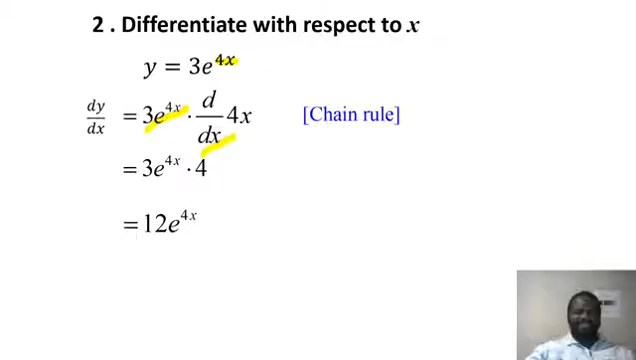 2 . Differentiate with respect to x
y = 3e^{4x}
dy/dx = 3e^{4x} · d/dx 4x [Chain rule]
= 3e^{4x} · 4
= 12e^{4x}